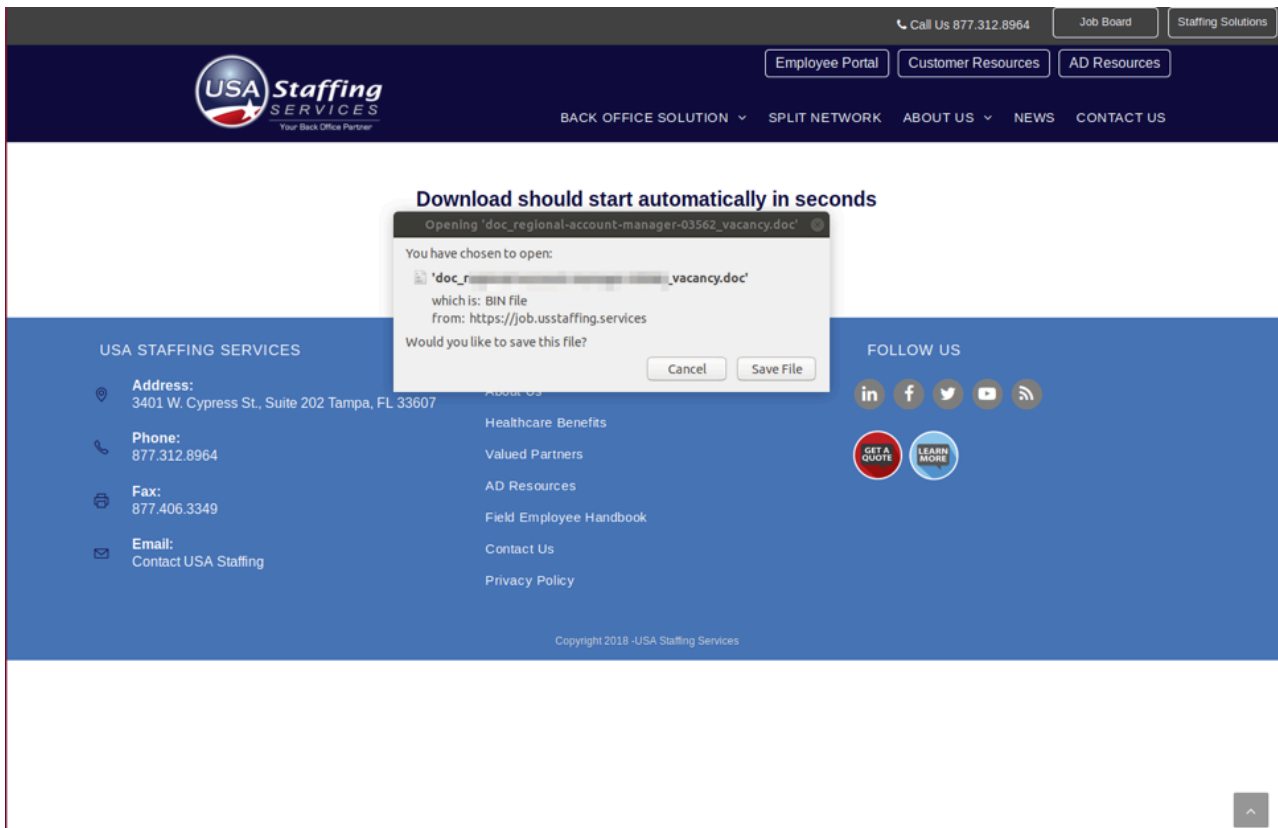 Call Us 877.312.8964
Job Board
Staffing Solutions
Employee Portal
Customer Resources
AD Resources
USA Staffing
SERVICES
Your Back Office Partner
BACK OFFICE SOLUTION
SPLIT NETWORK
ABOUT US
NEWS
CONTACT US
Download should start automatically in seconds
Opening 'doc_regional-account-manager-03562_vacancy.doc'
You have chosen to open:
'doc_r _vacancy.doc'
which is: BIN file
from: https://job.usstaffing.services
Would you like to save this file?
Cancel
Save File
USA STAFFING SERVICES
Address:
3401 W. Cypress St., Suite 202 Tampa, FL 33607
Phone:
877.312.8964
Fax:
877.406.3349
Email:
Contact USA Staffing
About Us
Healthcare Benefits
Valued Partners
AD Resources
Field Employee Handbook
Contact Us
Privacy Policy
FOLLOW US
in
f
GET A
QUOTE
LEARN
MORE
Copyright 2018 -USA Staffing Services